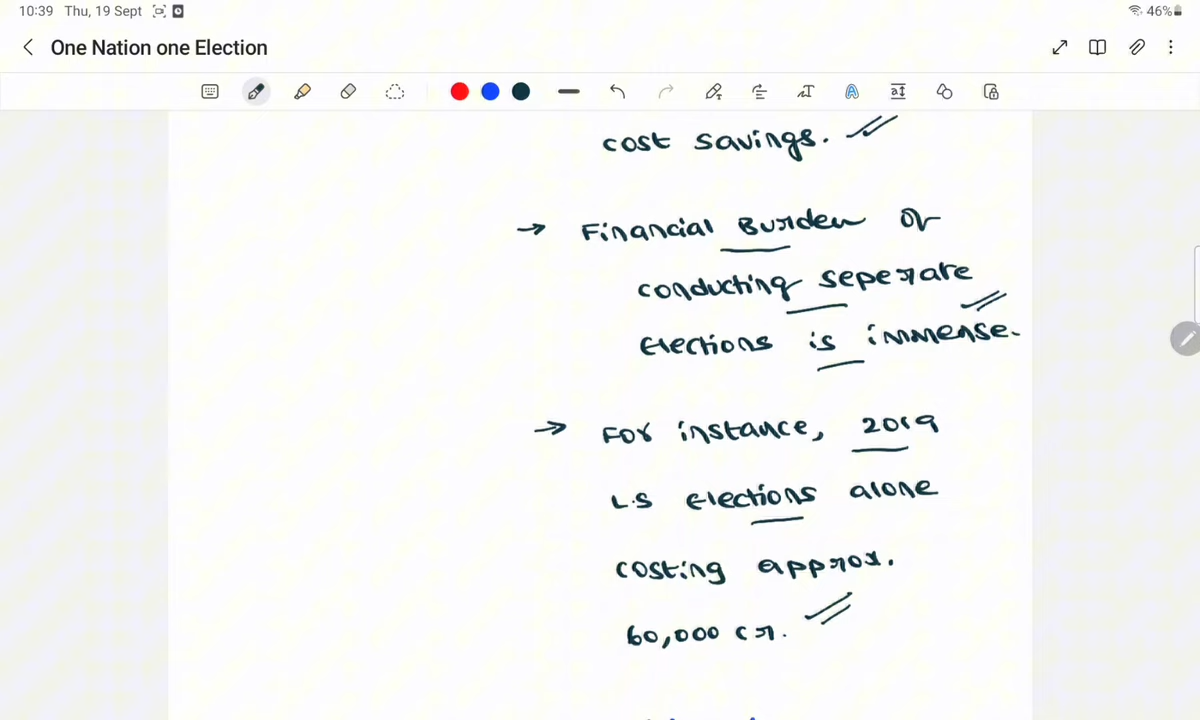 10:39 Thu, 19 Sept 46%
One Nation one Election
cost savings.
→ Financial Burden of
conducting seperate
elections is immense.
→ For instance, 2019
L.S elections alone
costing approx.
60,000 cr.